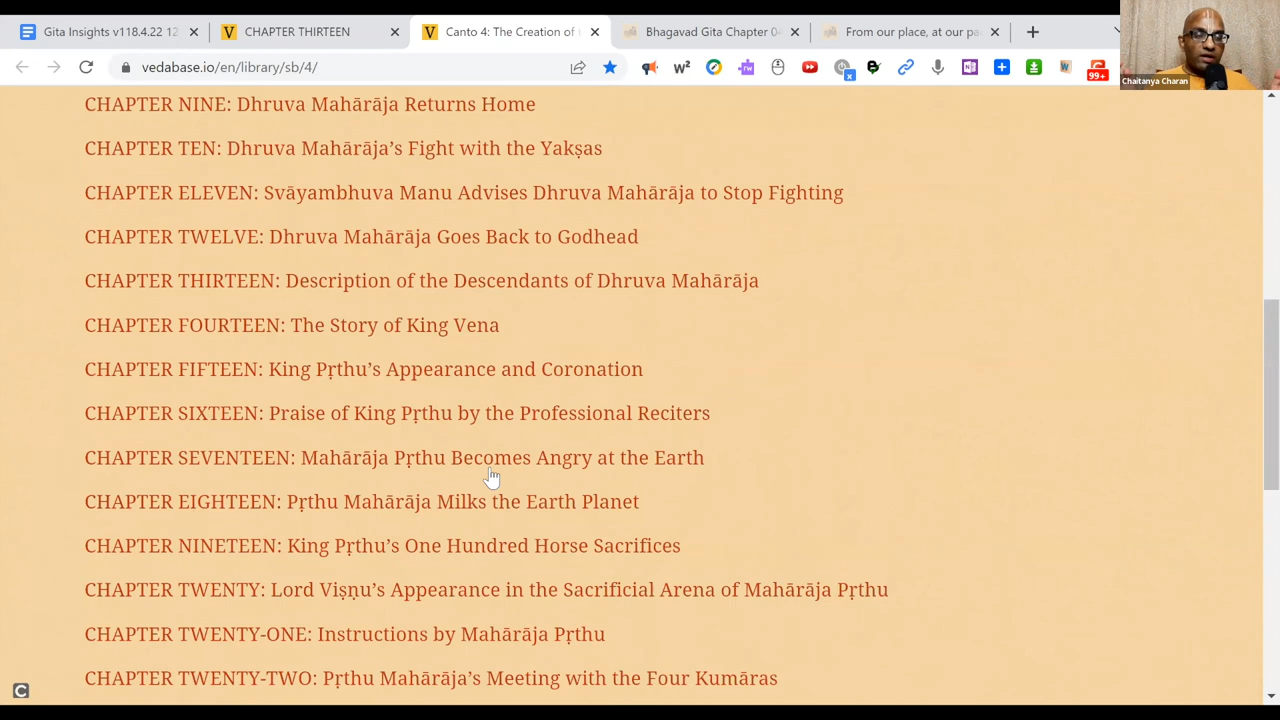 Gita Insights v118.4.22 12
CHAPTER THIRTEEN
Canto 4: The Creation of
Bhagavad Gita Chapter 04
From our place, at our pa
vedabase.io/en/library/sb/4/
99+
Chaitanya Charan
CHAPTER NINE: Dhruva Mahārāja Returns Home
CHAPTER TEN: Dhruva Mahārāja’s Fight with the Yakṣas
CHAPTER ELEVEN: Svāyambhuva Manu Advises Dhruva Mahārāja to Stop Fighting
CHAPTER TWELVE: Dhruva Mahārāja Goes Back to Godhead
CHAPTER THIRTEEN: Description of the Descendants of Dhruva Mahārāja
CHAPTER FOURTEEN: The Story of King Vena
CHAPTER FIFTEEN: King Pṛthu’s Appearance and Coronation
CHAPTER SIXTEEN: Praise of King Pṛthu by the Professional Reciters
CHAPTER SEVENTEEN: Mahārāja Pṛthu Becomes Angry at the Earth
CHAPTER EIGHTEEN: Pṛthu Mahārāja Milks the Earth Planet
CHAPTER NINETEEN: King Pṛthu’s One Hundred Horse Sacrifices
CHAPTER TWENTY: Lord Viṣṇu’s Appearance in the Sacrificial Arena of Mahārāja Pṛthu
CHAPTER TWENTY-ONE: Instructions by Mahārāja Pṛthu
CHAPTER TWENTY-TWO: Pṛthu Mahārāja’s Meeting with the Four Kumāras